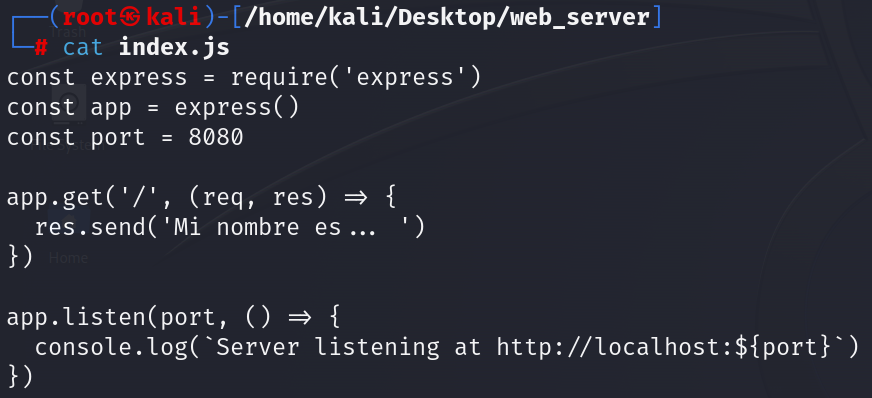 ┌──(root㉿kali)-[/home/kali/Desktop/web_server]
└─# cat index.js
const express = require('express')
const app = express()
const port = 8080
app.get('/', (req, res) => {
  res.send('Mi nombre es... ')
})
Home
app.listen(port, () => {
  console.log(`Server listening at http://localhost:${port}`)
})